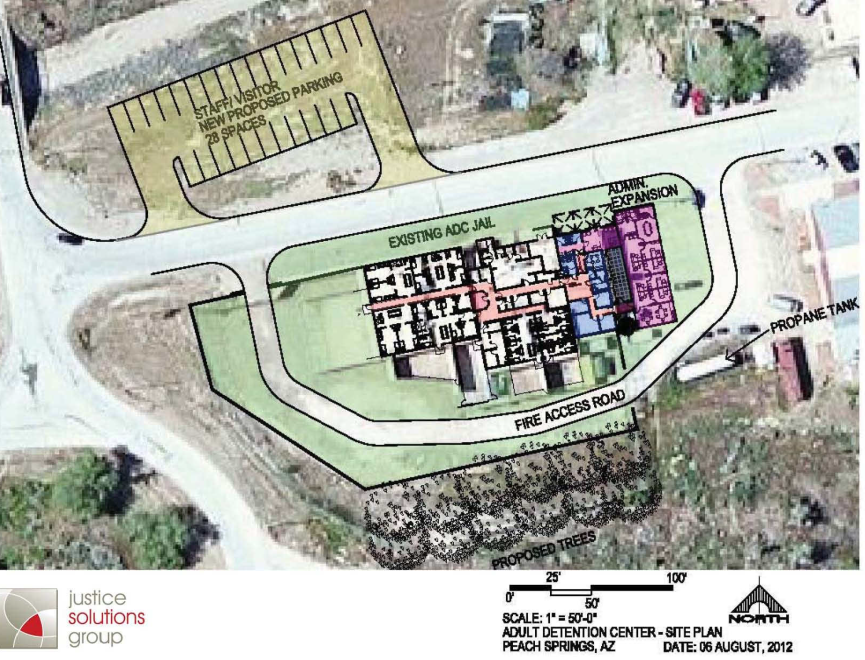 STAFF/ VISITOR
NEW PROPOSED PARKING
28 SPACES
ADMIN.
EXPANSION
EXISTING ADC JAIL
PROPANE TANK
FIRE ACCESS ROAD
PROPOSED TREES
justice
solutions
group
25' 100'
0'
50'
NORTH
SCALE: 1" = 50'-0"
ADULT DETENTION CENTER - SITE PLAN
PEACH SPRINGS, AZ DATE: 06 AUGUST, 2012